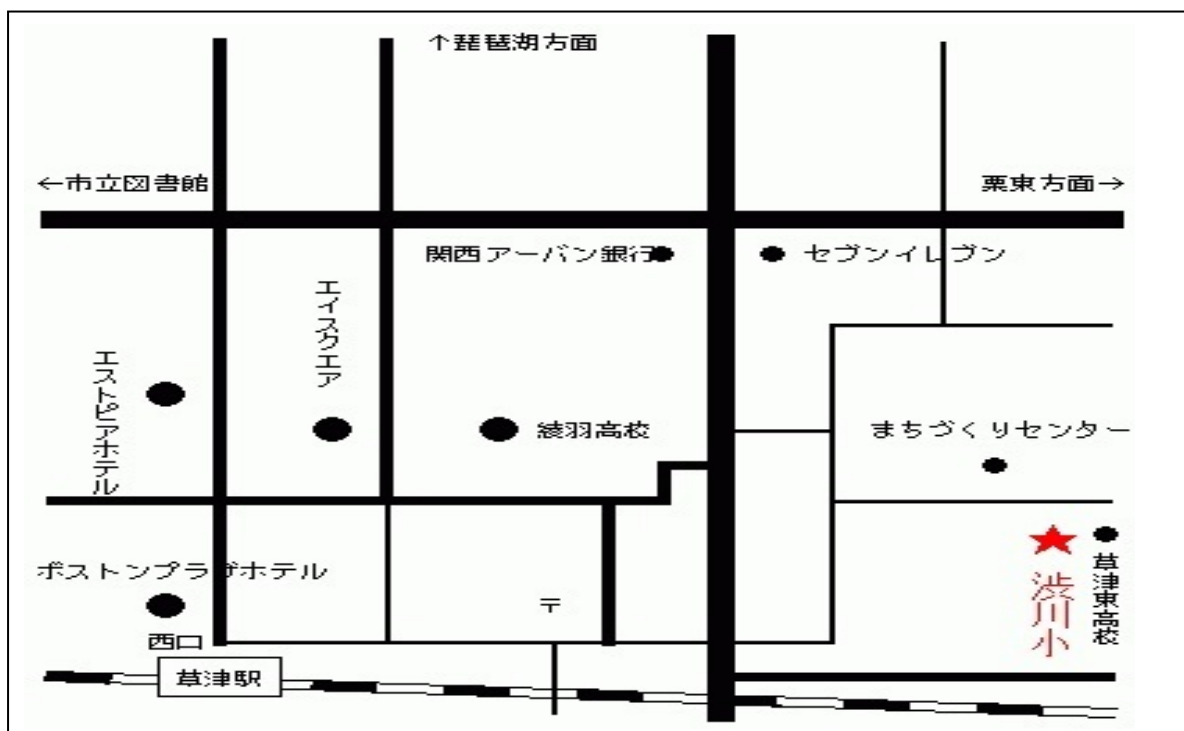 ↑琵琶湖方面
←市立図書館
栗東方面→
関西アーバン銀行
セヴンイレヴン
エイスクエア
エストピアホテル
綾羽高校
まちづくりセンター
ボストンプラザホテル
〒
渋川小
草津東高校
西口
草津駅